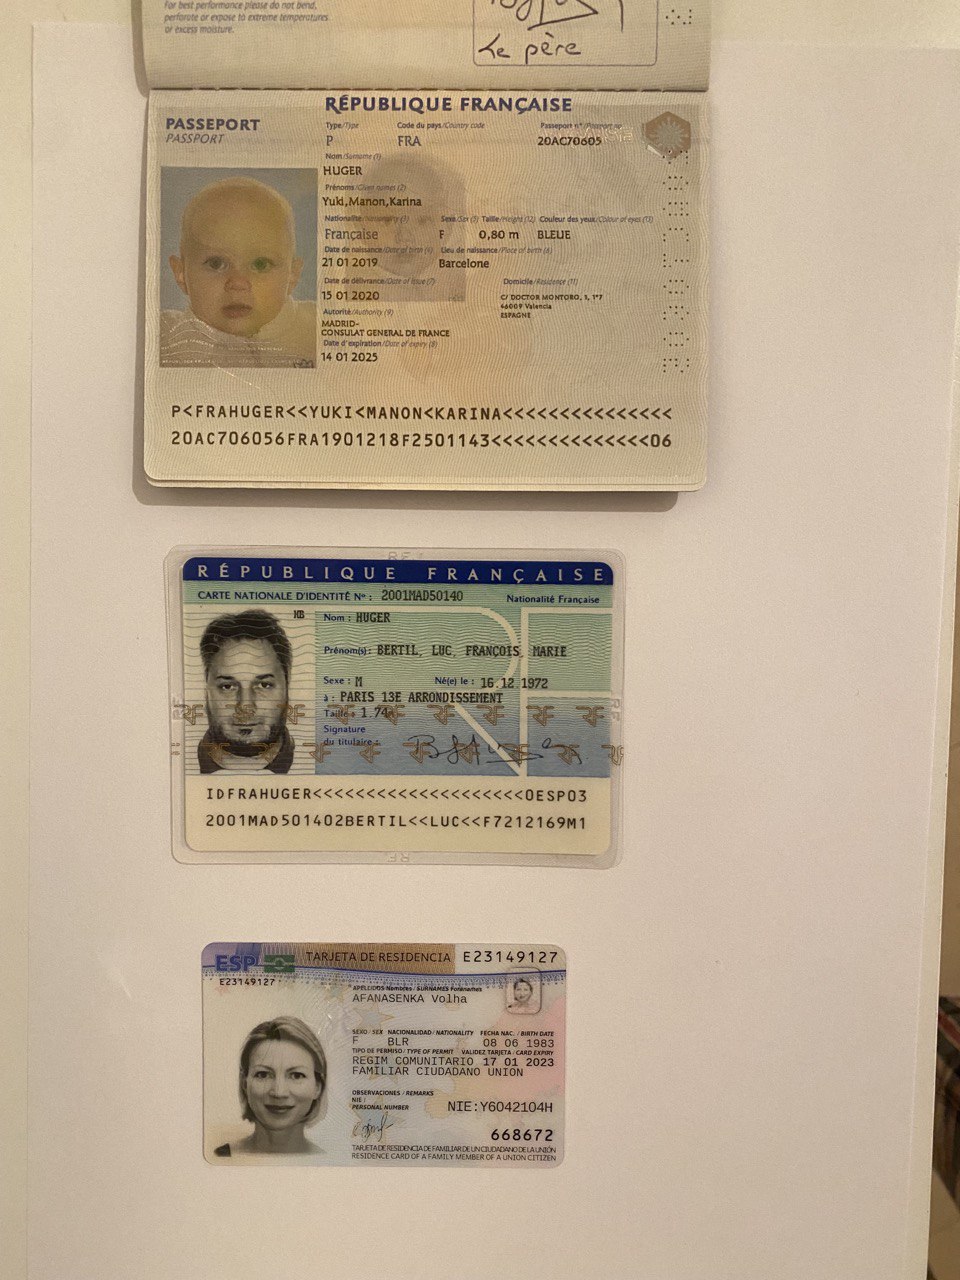 for best performance please do not bend,
perforate or expose to extreme temperatures
or excess moisture.
Le père
RÉPUBLIQUE FRANÇAISE
PASSEPORT
PASSPORT
Type/Type Code du pays/Country code Passeport n°/Passport no
P FRA 20AC70605
Nom/Surname (1)
HUGER
Prénoms/Given names (2)
Yuki,Manon,Karina
Nationalité/Nationality (3) Sexe/Sex (5) Taille/Height (12) Couleur des yeux/Colour of eyes (13)
Française F 0,80 m BLEUE
Date de naissance/Date of birth (4) Lieu de naissance/Place of birth (6)
21 01 2019 Barcelone
Date de délivrance/Date of issue (7) Domicile/Residence (11)
15 01 2020 C/ DOCTOR MONTORO, 1, 1º7
46009 Valencia
ESPAGNE
Autorité/Authority (9)
MADRID-
CONSULAT GENERAL DE FRANCE
Date d'expiration/Date of expiry (8)
14 01 2025
P<FRAHUGER<<YUKI<MANON<KARINA<<<<<<<<<<<<<<<
20AC706056FRA1901218F2501143<<<<<<<<<<<<<<06
RÉPUBLIQUE FRANÇAISE
CARTE NATIONALE D'IDENTITÉ Nº : 2001MAD50140 Nationalité Française
Nom : HUGER
Prénom(s) : BERTIL, LUC, FRANÇOIS, MARIE
Sexe : M Né(e) le : 16.12.1972
à : PARIS 13E ARRONDISSEMENT
Taille : 1.74m
Signature
du titulaire :
RF RF RF RF RF RF RF
IDFRAHUGER<<<<<<<<<<<<<<<<<<<<0ESP03
2001MAD501402BERTIL<<LUC<<F7212169M1
ESP TARJETA DE RESIDENCIA E23149127
E23149127
APELLIDOS Nombres / SURNAMES Forenames
AFANASENKA Volha
SEXO / SEX NACIONALIDAD / NATIONALITY FECHA NAC. / BIRTH DATE
F BLR 08 06 1983
TIPO DE PERMISO / TYPE OF PERMIT VALIDEZ TARJETA / CARD EXPIRY
REGIM COMUNITARIO 17 01 2023
FAMILIAR CIUDADANO UNION
OBSERVACIONES / REMARKS
NIE /
PERSONAL NUMBER NIE:Y6042104H
668672
TARJETA DE RESIDENCIA DE FAMILIAR DE UN CIUDADANO DE LA UNIÓN
RESIDENCE CARD OF A FAMILY MEMBER OF A UNION CITIZEN